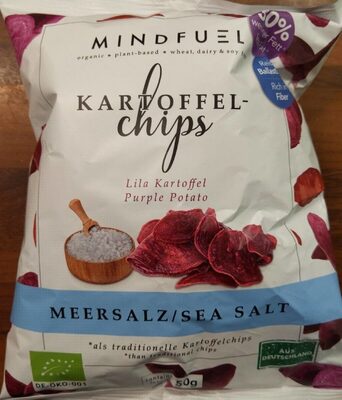 MINDFUEL
organic • plant-based • wheat, dairy & soy
KARTOFFEL-
chips
Rich in
Fiber
Lila Kartoffel
Purple Potato
MEERSALZ/SEA SALT
*als traditionelle Kartoffelchips
*than traditional chips
AUS
DEUTSCHLAND
DE-ÖKO-001
50g